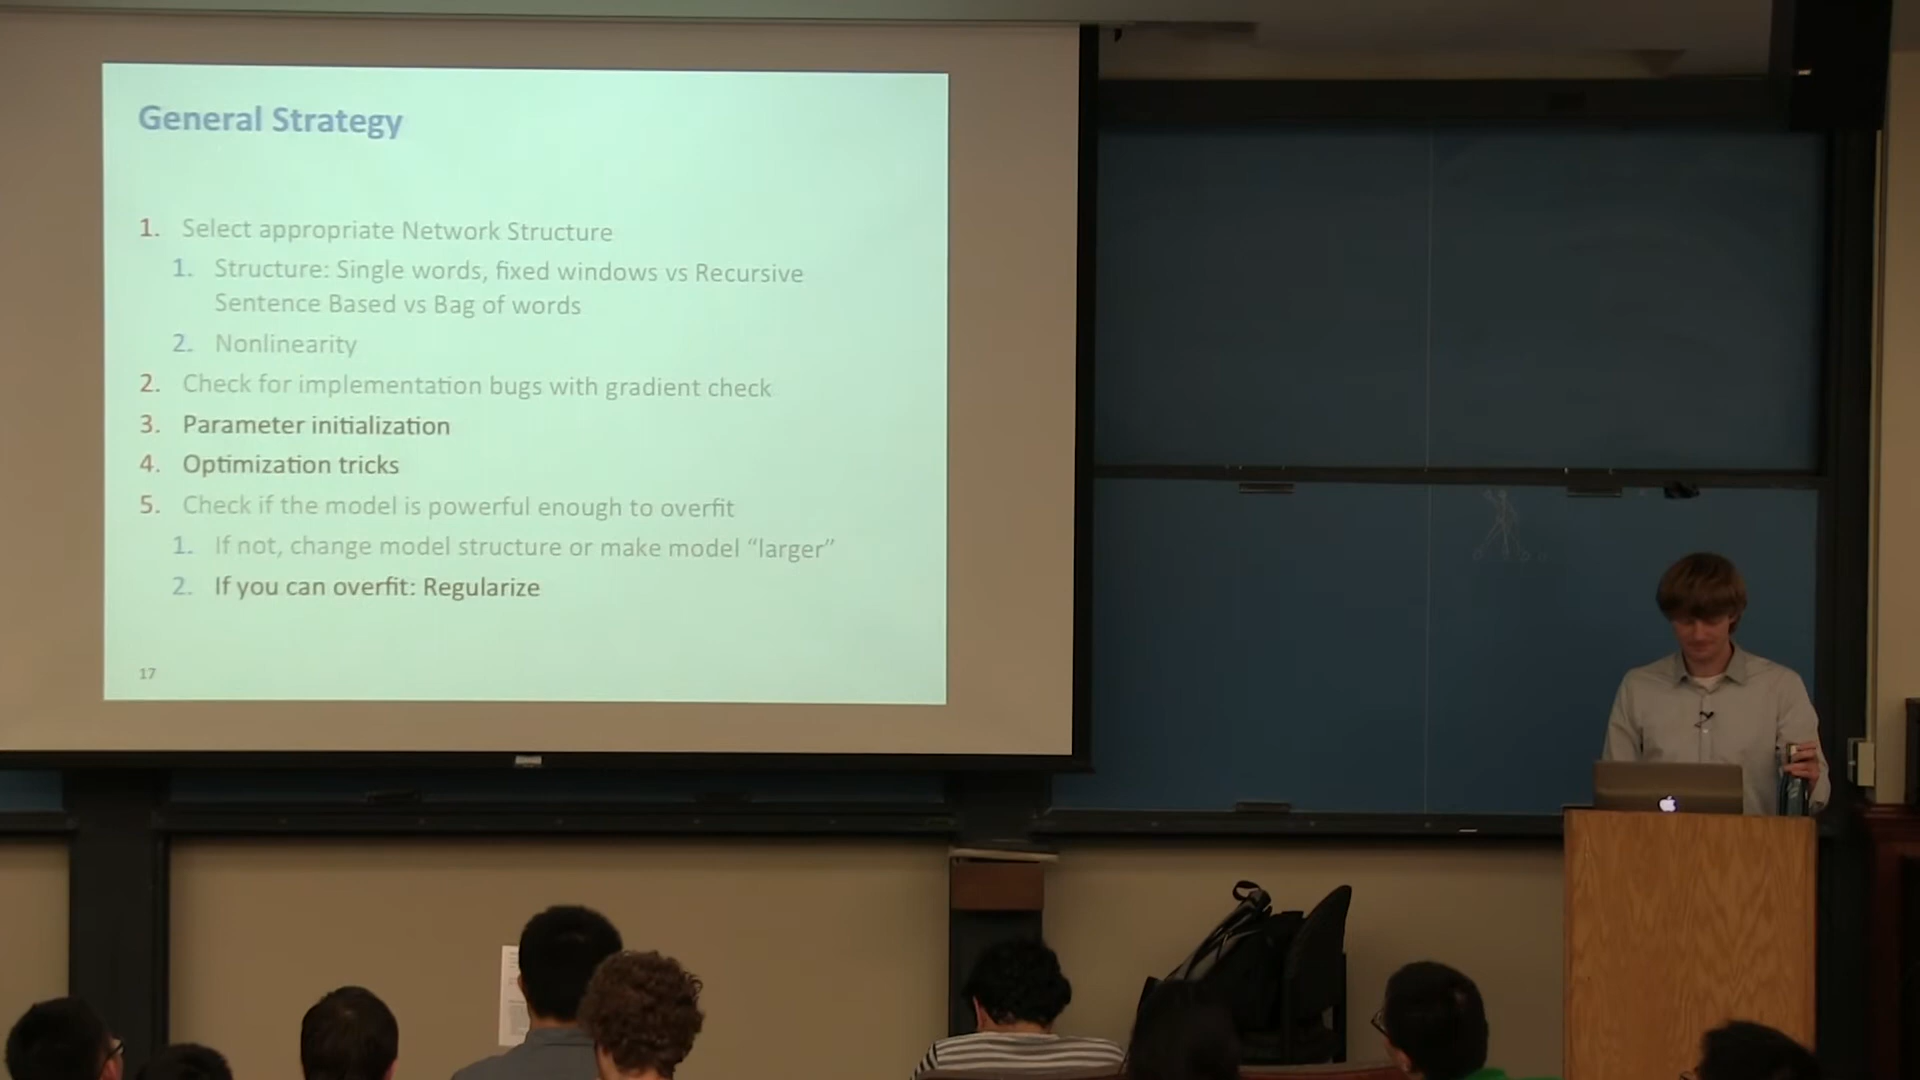 General Strategy
1. Select appropriate Network Structure
1. Structure: Single words, fixed windows vs Recursive
Sentence Based vs Bag of words
2. Nonlinearity
2. Check for implementation bugs with gradient check
3. Parameter initialization
4. Optimization tricks
5. Check if the model is powerful enough to overfit
1. If not, change model structure or make model “larger”
2. If you can overfit: Regularize
17